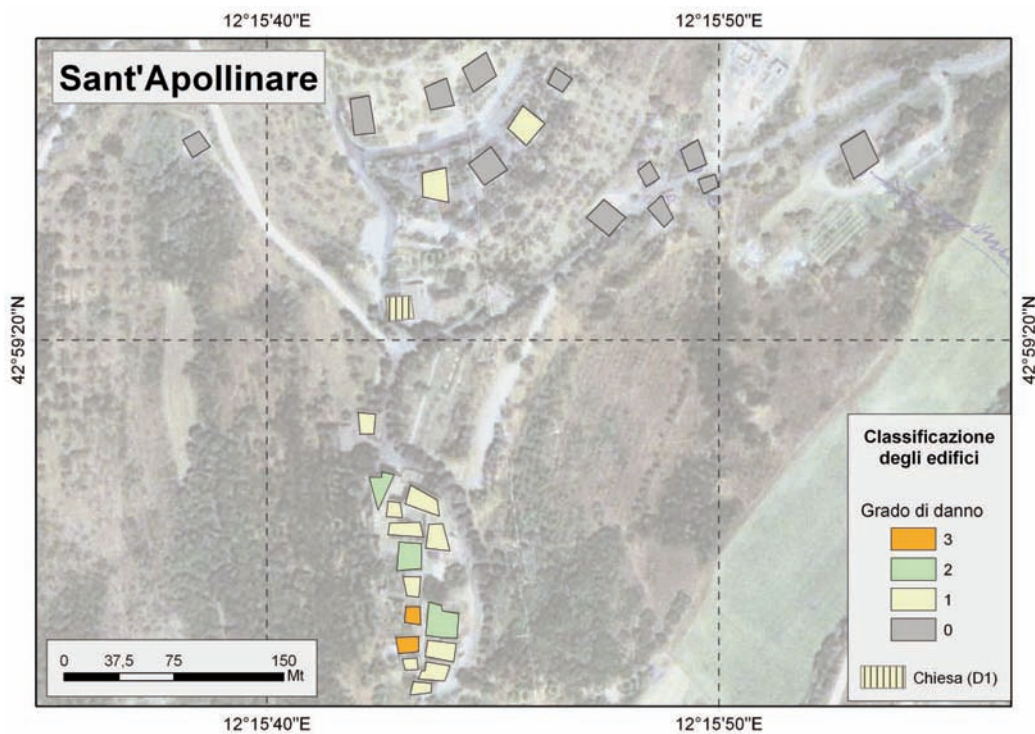 12°15'40"E
12°15'50"E
Sant'Apollinare
42°59'20"N
42°59'20"N
Classificazione
degli edifici
Grado di danno
3
2
1
0
Chiesa (D1)
0 37,5 75 150
Mt
12°15'40"E
12°15'50"E